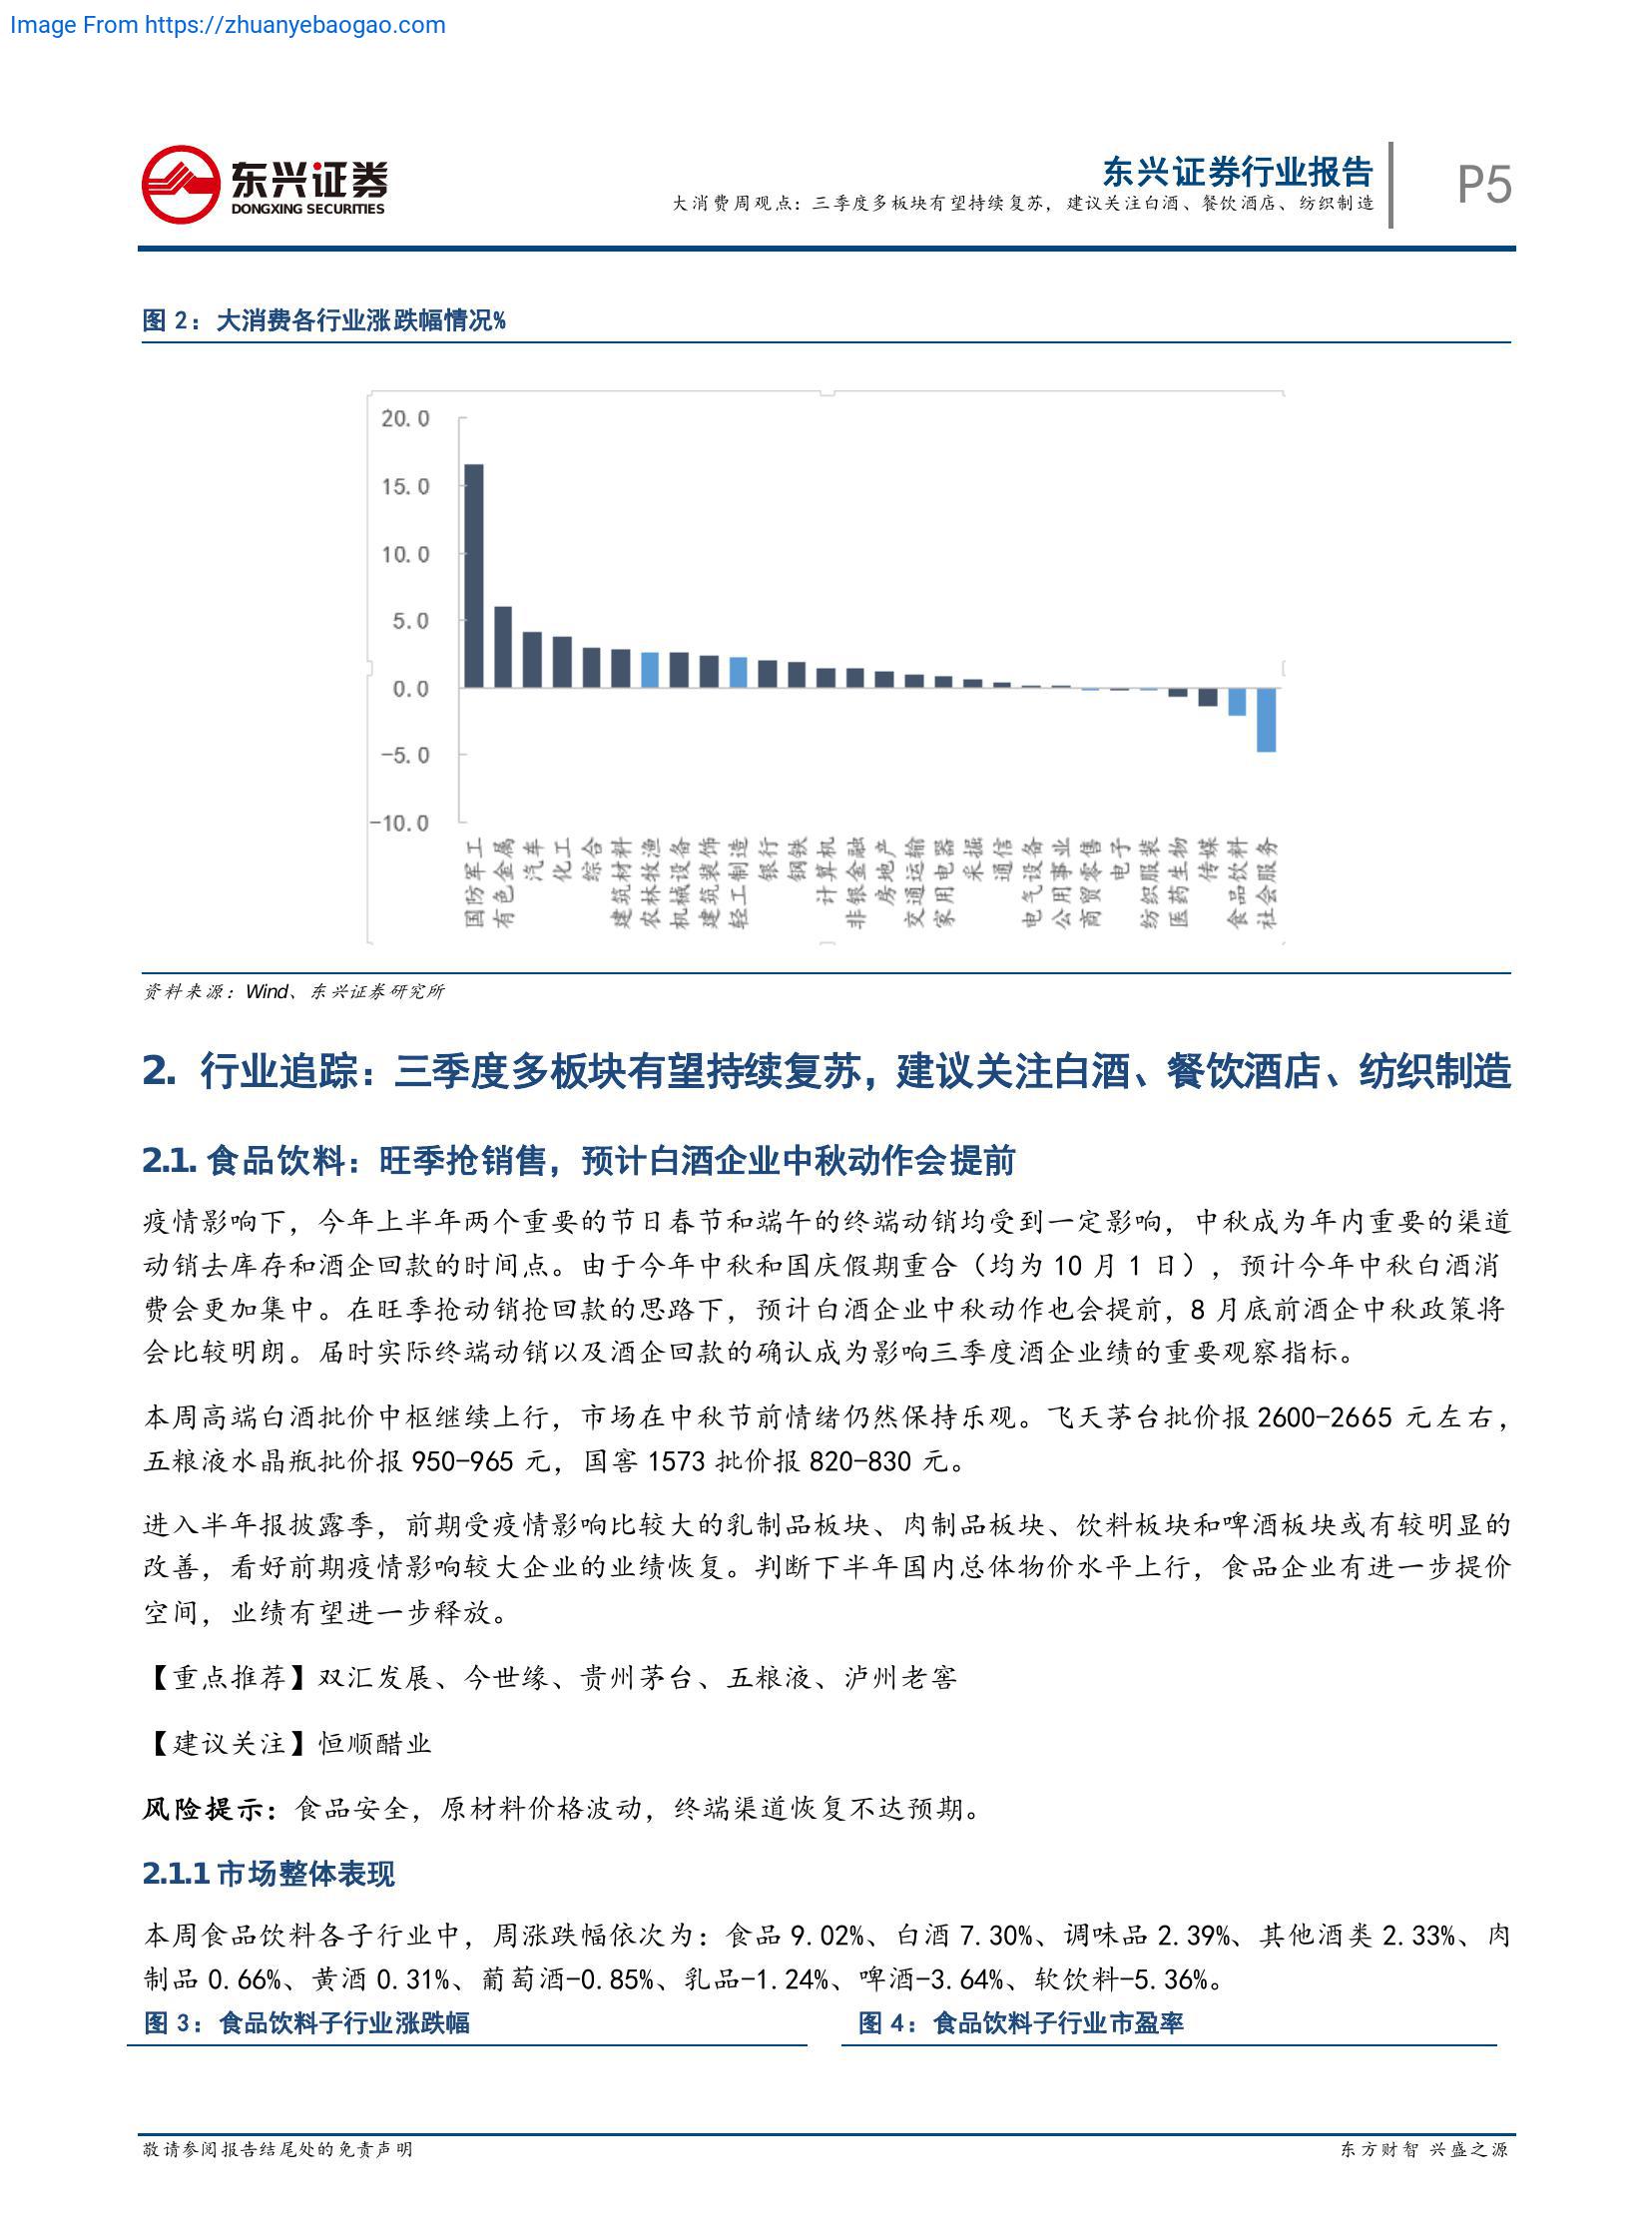 Image From https://zhuanyebaogao.com
东兴证券
DONGXING SECURITIES
东兴证券行业报告
大消费周观点：三季度多板块有望持续复苏，建议关注白酒、餐饮酒店、纺织制造
P5
图 2：大消费各行业涨跌幅情况%
20.0
15.0
10.0
5.0
0.0
-5.0
-10.0
国防军工
有色金属
汽车
化工
综合
建筑材料
农林牧渔
机械设备
建筑装饰
轻工制造
银行
钢铁
计算机
非银金融
房地产
交通运输
家用电器
采掘
通信
电气设备
公用事业
商贸零售
电子
纺织服装
医药生物
传媒
食品饮料
社会服务
资料来源：Wind、东兴证券研究所
2. 行业追踪：三季度多板块有望持续复苏，建议关注白酒、餐饮酒店、纺织制造
2.1. 食品饮料：旺季抢销售，预计白酒企业中秋动作会提前
疫情影响下，今年上半年两个重要的节日春节和端午的终端动销均受到一定影响，中秋成为年内重要的渠道
动销去库存和酒企回款的时间点。由于今年中秋和国庆假期重合（均为 10 月 1 日），预计今年中秋白酒消
费会更加集中。在旺季抢动销抢回款的思路下，预计白酒企业中秋动作也会提前，8 月底前酒企中秋政策将
会比较明朗。届时实际终端动销以及酒企回款的确认成为影响三季度酒企业绩的重要观察指标。
本周高端白酒批价中枢继续上行，市场在中秋节前情绪仍然保持乐观。飞天茅台批价报 2600-2665 元左右，
五粮液水晶瓶批价报 950-965 元，国窖 1573 批价报 820-830 元。
进入半年报披露季，前期受疫情影响比较大的乳制品板块、肉制品板块、饮料板块和啤酒板块或有较明显的
改善，看好前期疫情影响较大企业的业绩恢复。判断下半年国内总体物价水平上行，食品企业有进一步提价
空间，业绩有望进一步释放。
【重点推荐】双汇发展、今世缘、贵州茅台、五粮液、泸州老窖
【建议关注】恒顺醋业
风险提示：食品安全，原材料价格波动，终端渠道恢复不达预期。
2.1.1 市场整体表现
本周食品饮料各子行业中，周涨跌幅依次为：食品 9.02%、白酒 7.30%、调味品 2.39%、其他酒类 2.33%、肉
制品 0.66%、黄酒 0.31%、葡萄酒-0.85%、乳品-1.24%、啤酒-3.64%、软饮料-5.36%。
图 3：食品饮料子行业涨跌幅
图 4：食品饮料子行业市盈率
敬请参阅报告结尾处的免责声明
东方财智 兴盛之源